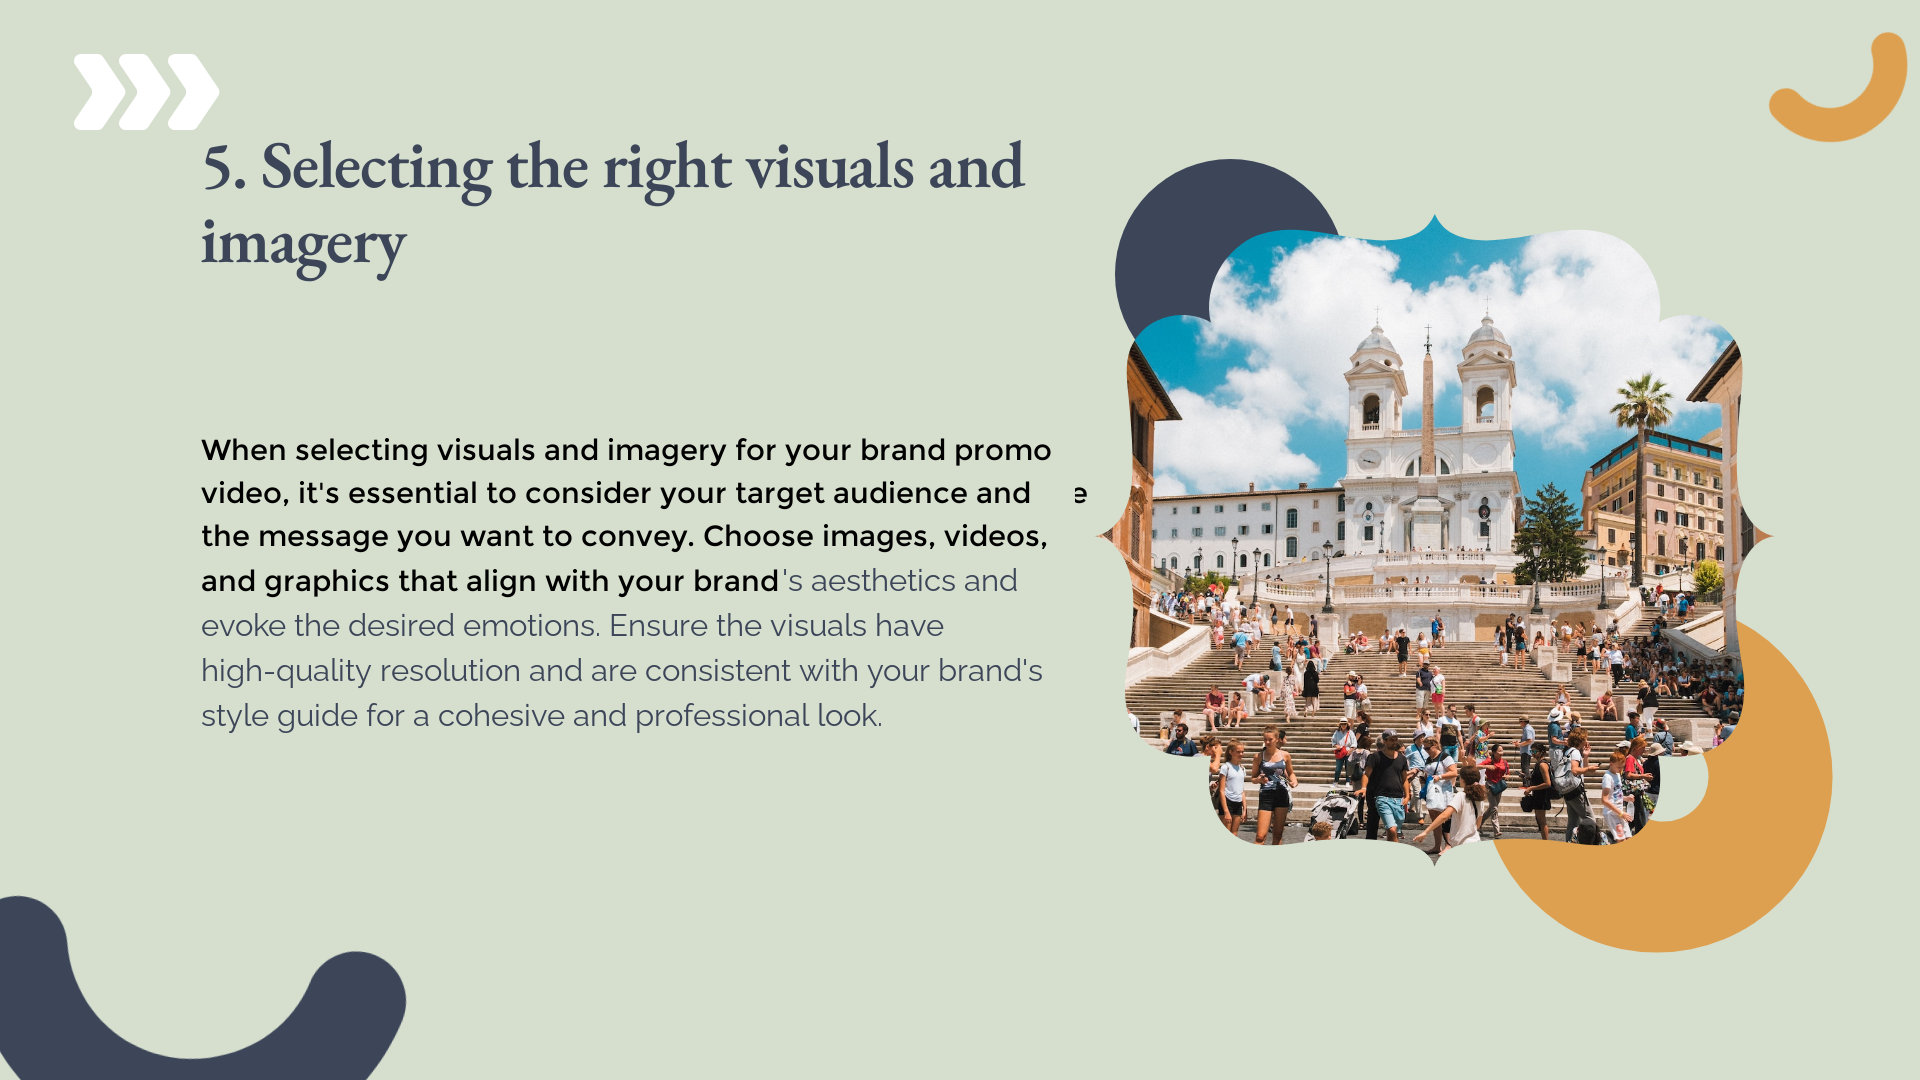 5. Selecting the right visuals and
imagery
When selecting visuals and imagery for your brand promo
video, it's essential to consider your target audience and e
the message you want to convey. Choose images, videos,
and graphics that align with your brand's aesthetics and
evoke the desired emotions. Ensure the visuals have
high-quality resolution and are consistent with your brand's
style guide for a cohesive and professional look.